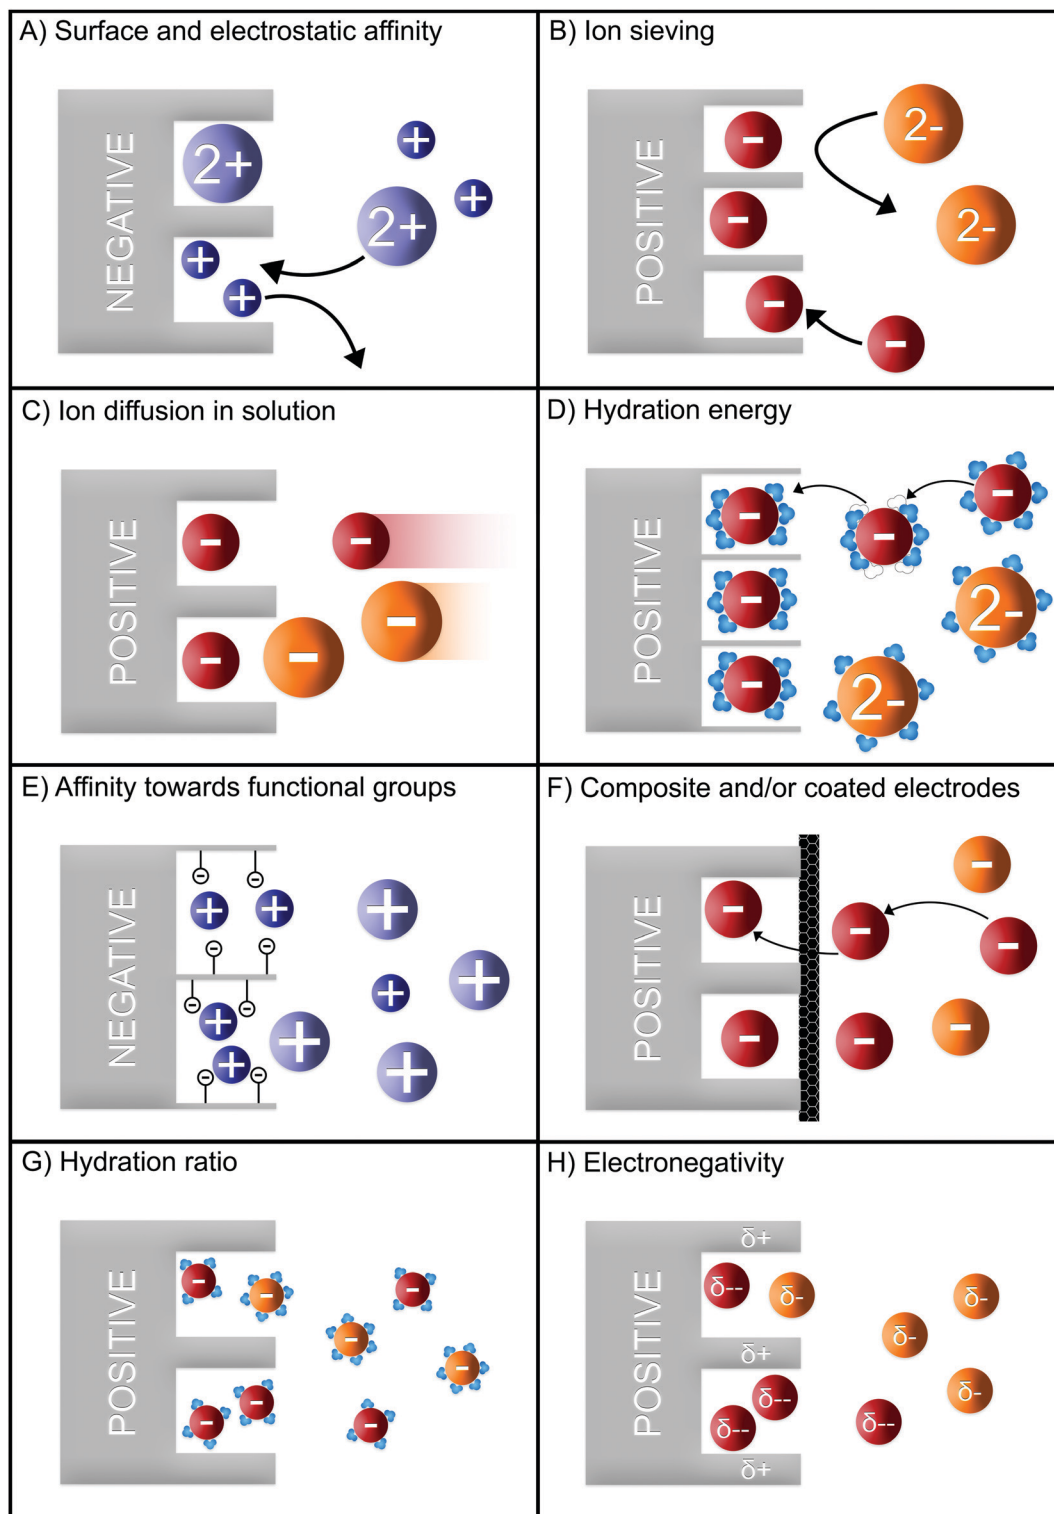 A) Surface and electrostatic affinity
NEGATIVE
2+
+
+
2+
+
+
B) Ion sieving
POSITIVE
-
2-
-
2-
-
-
C) Ion diffusion in solution
POSITIVE
-
-
-
-
-
D) Hydration energy
POSITIVE
-
-
-
-
2-
-
2-
E) Affinity towards functional groups
NEGATIVE
-
-
+
+
+
-
-
+
+
-
-
+
+
+
+
-
-
F) Composite and/or coated electrodes
POSITIVE
-
-
-
-
-
-
-
G) Hydration ratio
POSITIVE
-
-
-
-
-
-
-
-
H) Electronegativity
POSITIVE
δ+
δ--
δ-
δ-
δ-
δ+
δ--
δ-
δ--
δ--
δ+